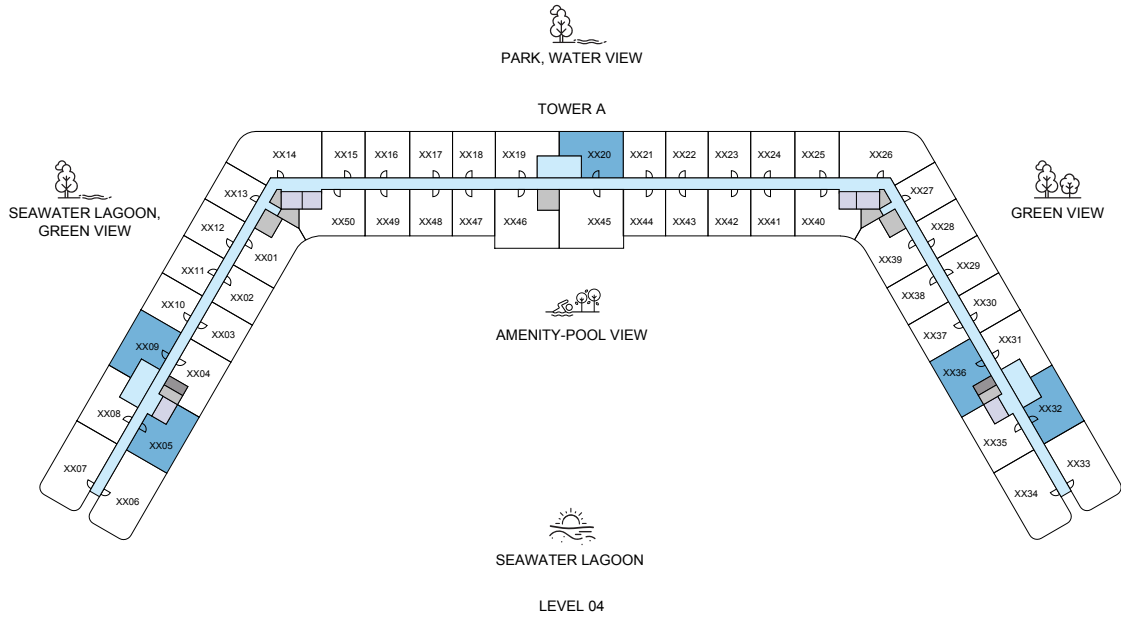 PARK, WATER VIEW
TOWER A
XX14
XX15
XX16
XX17
XX18
XX19
XX20
XX21
XX22
XX23
XX24
XX25
XX26
SEAWATER LAGOON,
GREEN VIEW
GREEN VIEW
XX13
XX27
XX12
XX50
XX49
XX48
XX47
XX46
XX45
XX44
XX43
XX42
XX41
XX40
XX28
XX01
XX39
XX11
XX29
XX02
XX38
XX10
XX30
XX03
XX37
AMENITY-POOL VIEW
XX09
XX31
XX04
XX36
XX08
XX32
XX05
XX35
XX07
XX33
XX06
XX34
SEAWATER LAGOON
LEVEL 04